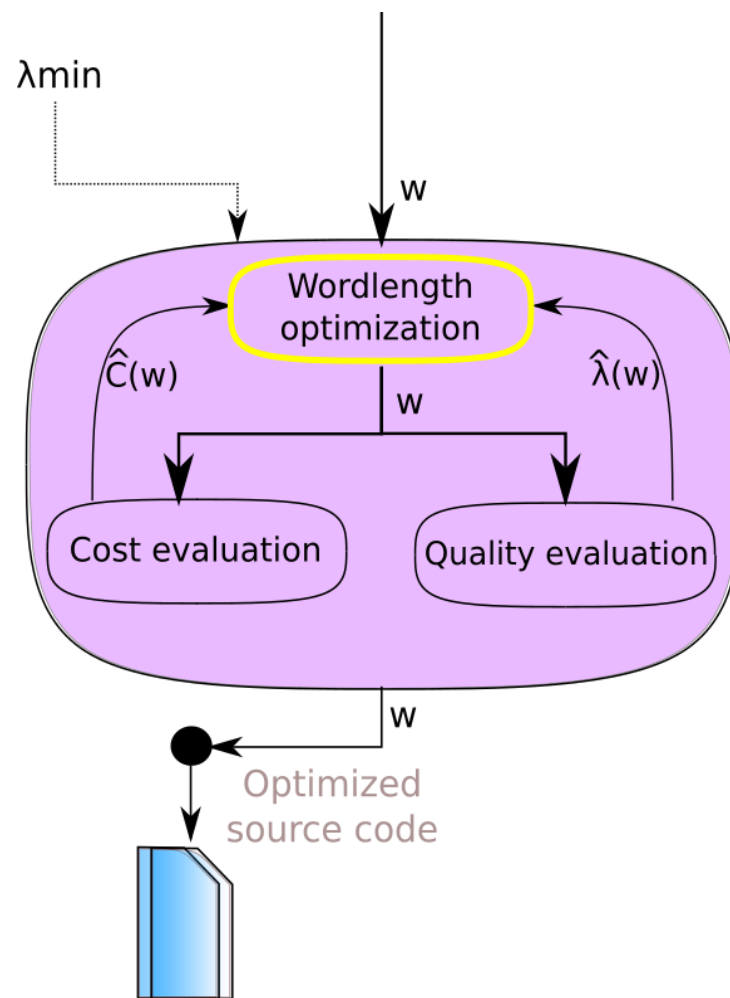 λmin
w
Wordlength
optimization
Ĉ(w)
λ̂(w)
w
Cost evaluation
Quality evaluation
w
Optimized
source code